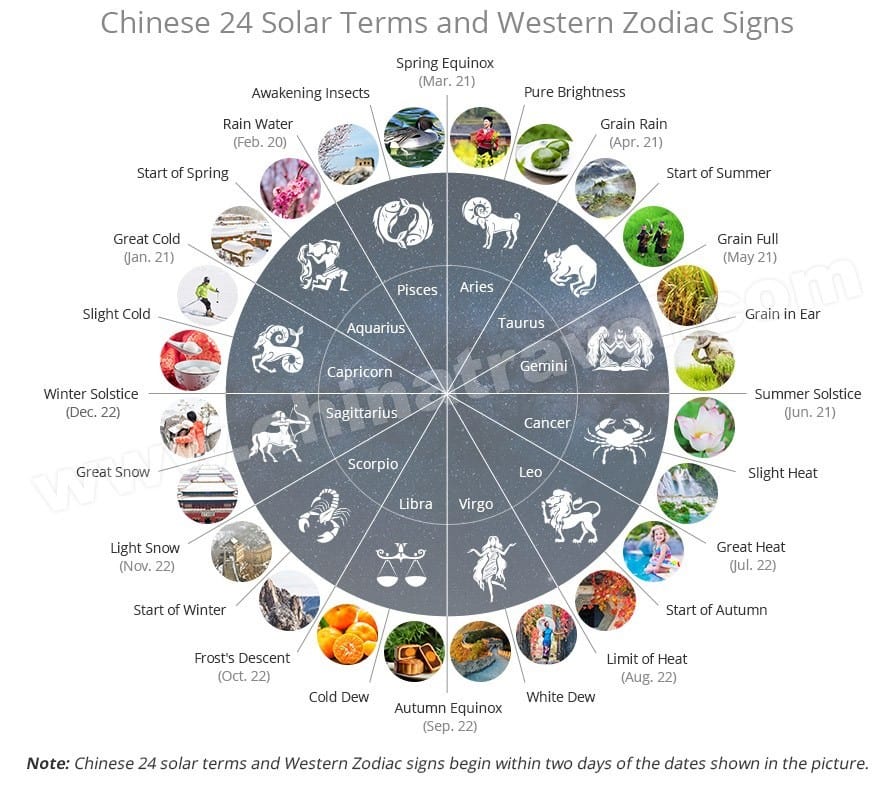 Chinese 24 Solar Terms and Western Zodiac Signs
Spring Equinox
(Mar. 21)
Pure Brightness
Grain Rain
(Apr. 21)
Start of Summer
Grain Full
(May 21)
Grain in Ear
Summer Solstice
(Jun. 21)
Slight Heat
Great Heat
(Jul. 22)
Start of Autumn
Limit of Heat
(Aug. 22)
White Dew
Autumn Equinox
(Sep. 22)
Cold Dew
Frost's Descent
(Oct. 22)
Start of Winter
Light Snow
(Nov. 22)
Great Snow
Winter Solstice
(Dec. 22)
Slight Cold
Great Cold
(Jan. 21)
Start of Spring
Rain Water
(Feb. 20)
Awakening Insects
Aries
Taurus
Gemini
Cancer
Leo
Virgo
Libra
Scorpio
Sagittarius
Capricorn
Aquarius
Pisces
Note: Chinese 24 solar terms and Western Zodiac signs begin within two days of the dates shown in the picture.